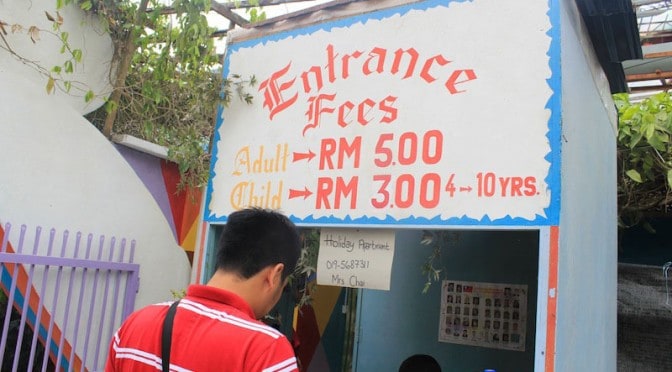 Entrance
Fees
Adult → RM 5.00
Child → RM 3.00 4 → 10 YRS.
Holiday Apartment
019-5687311
Mrs Chai